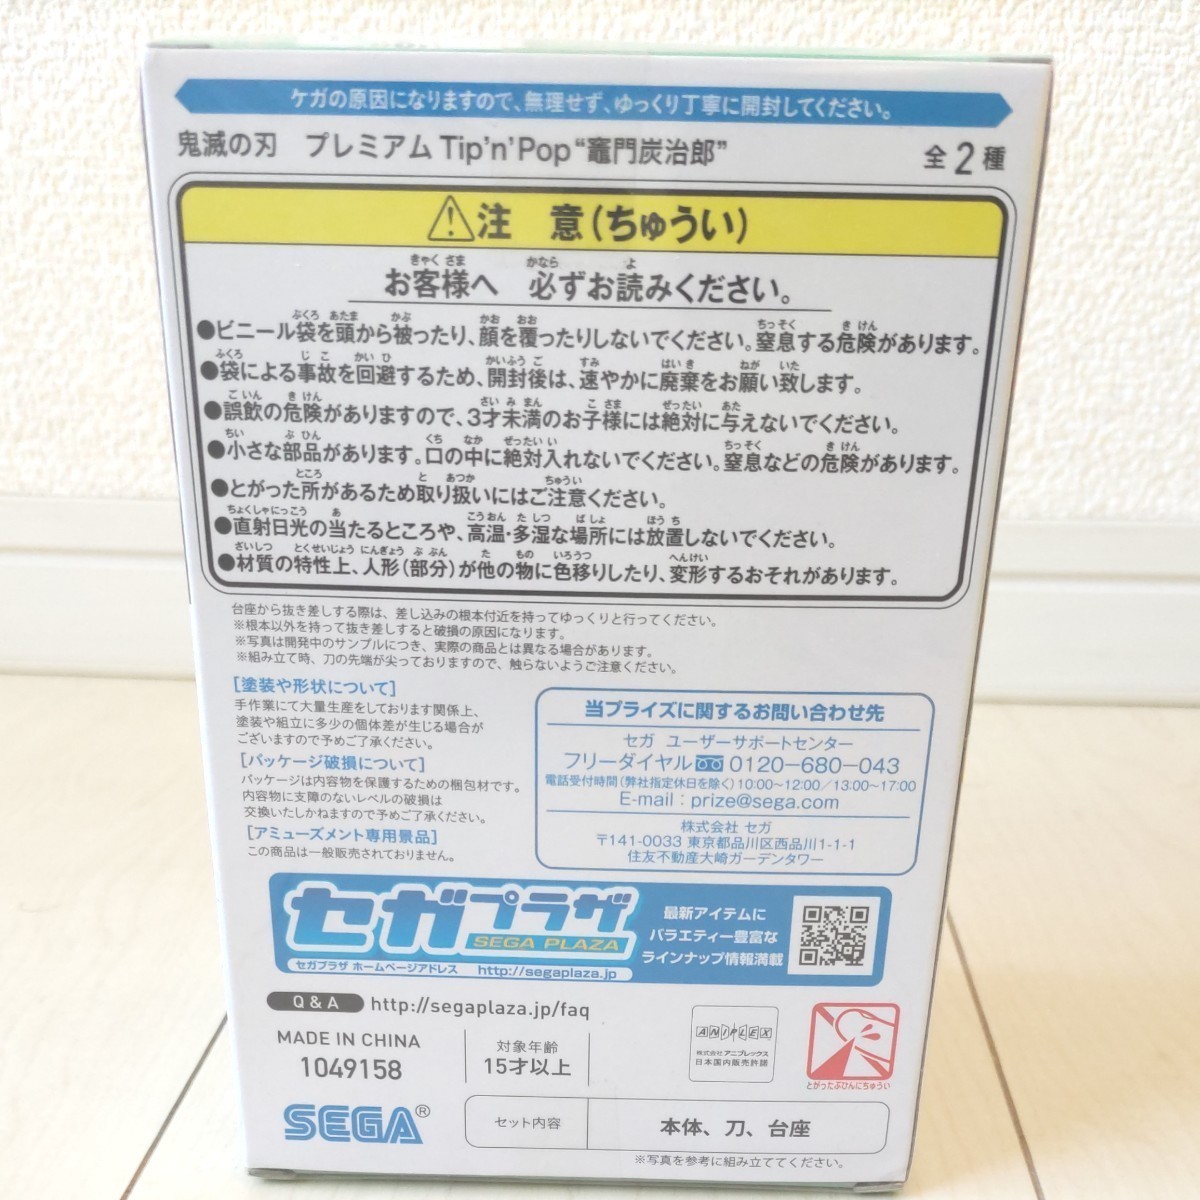 ケガの原因になりますので、無理せず、ゆっくり丁寧に開封してください。
鬼滅の刃　プレミアム Tip'n'Pop “竈門炭治郎”
全2種
注　意(ちゅうい)
お客様へ　必ずお読みください。
●ビニール袋を頭から被ったり、顔を覆ったりしないでください。窒息する危険があります。
●袋による事故を回避するため、開封後は、速やかに廃棄をお願い致します。
●誤飲の危険がありますので、3才未満のお子様には絶対に与えないでください。
●小さな部品があります。口の中に絶対入れないでください。窒息などの危険があります。
●とがった所があるため取り扱いにはご注意ください。
●直射日光の当たるところや、高温・多湿な場所には放置しないでください。
●材質の特性上、人形(部分)が他の物に色移りしたり、変形するおそれがあります。
台座から抜き差しする際は、差し込みの根本付近を持ってゆっくりと行ってください。
※根本以外を持って抜き差しすると破損の原因になります。
※写真は開発中のサンプルにつき、実際の商品とは異なる場合があります。
※組み立て時、刀の先端が尖っておりますので、触らないようご注意ください。
[塗装や形状について]
手作業にて大量生産をしております関係上、
塗装や組立に多少の個体差が生じる場合が
ございますので予めご了承ください。
[パッケージ破損について]
パッケージは内容物を保護するための梱包材です。
内容物に支障のないレベルの破損は
交換いたしかねますので予めご了承ください。
[アミューズメント専用景品]
この商品は一般販売されておりません。
当プライズに関するお問い合わせ先
セガ ユーザーサポートセンター
フリーダイヤル 0120-680-043
電話受付時間(弊社指定休日を除く)10:00~12:00/13:00~17:00
E-mail : prize@sega.com
株式会社 セガ
〒141-0033 東京都品川区西品川1-1-1
住友不動産大崎ガーデンタワー
セガプラザ
SEGA PLAZA
セガプラザ ホームページアドレス　http://segaplaza.jp
最新アイテムに
バラエティー豊富な
ラインナップ情報満載
Q & A http://segaplaza.jp/faq
MADE IN CHINA
1049158
対象年齢
15才以上
ANIPLEX
株式会社アニプレックス
日本国内販売許諾
とがったぶひんにちゅうい
SEGA®
セット内容
本体、刀、台座
※写真を参考に組み立ててください。